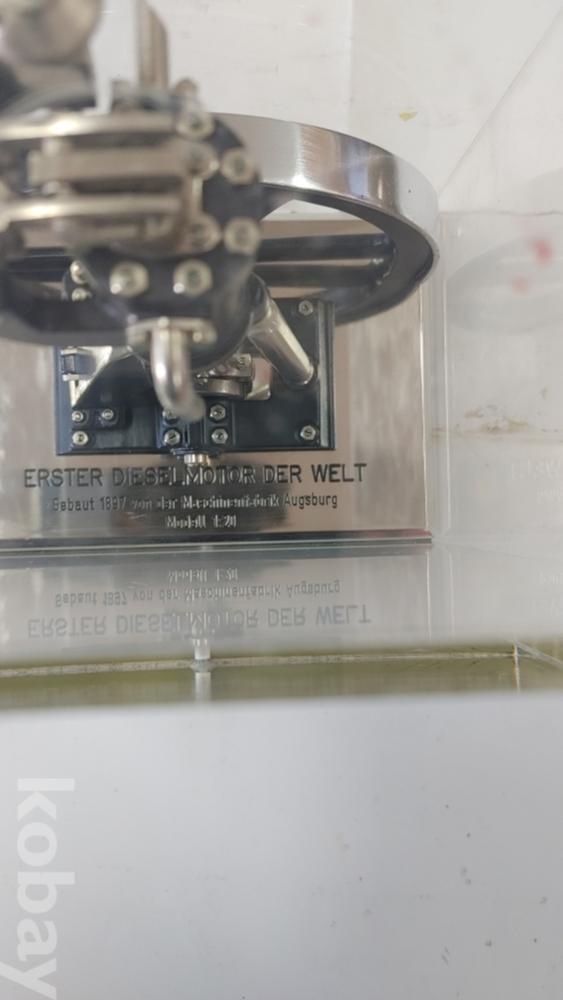 ERSTER DIESELMOTOR DER WELT
Gebaut 1897 von der Maschinenfabrik Augsburg
Modell 1:20
kobay